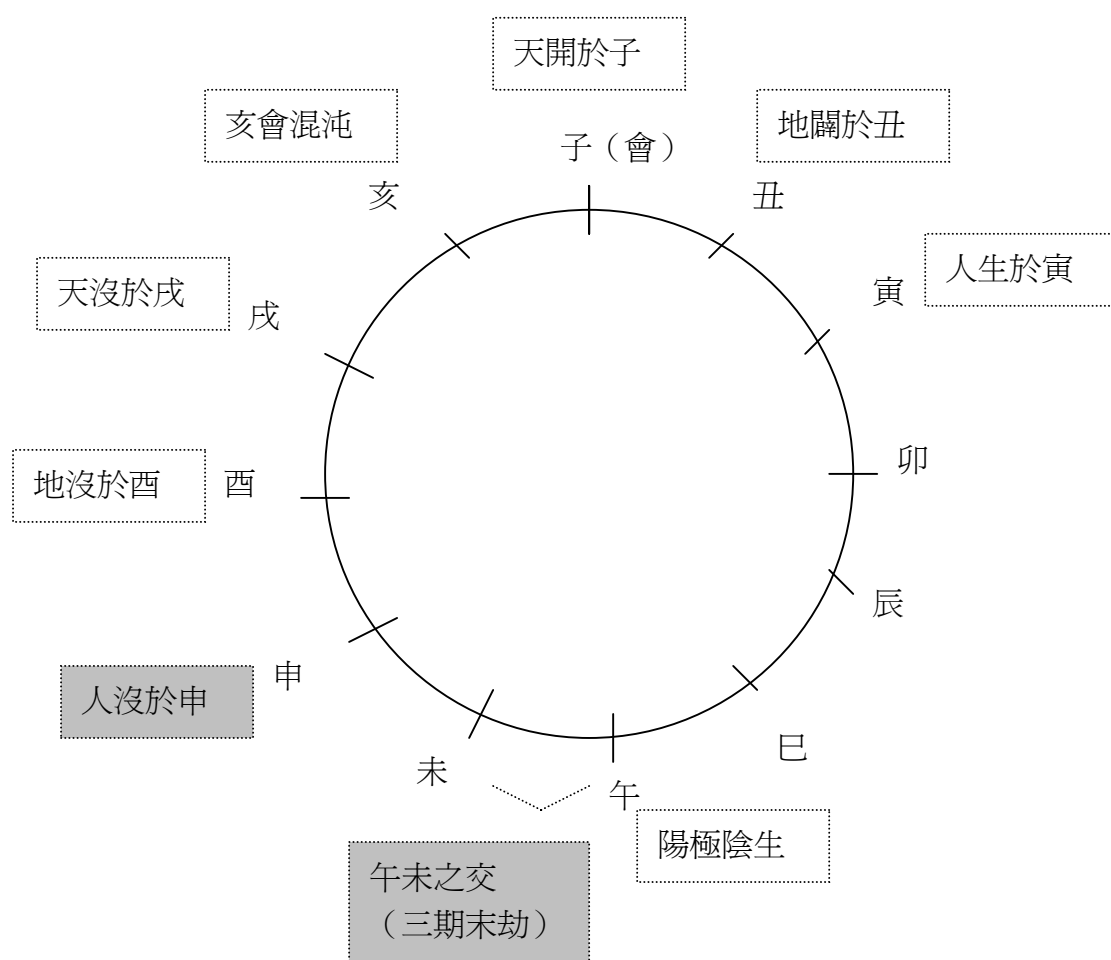 天開於子
亥會混沌
地闢於丑
子（會）
亥
丑
人生於寅
寅
天沒於戌
戌
卯
地沒於酉
酉
辰
人沒於申
申
巳
未
午
陽極陰生
午未之交
（三期末劫）